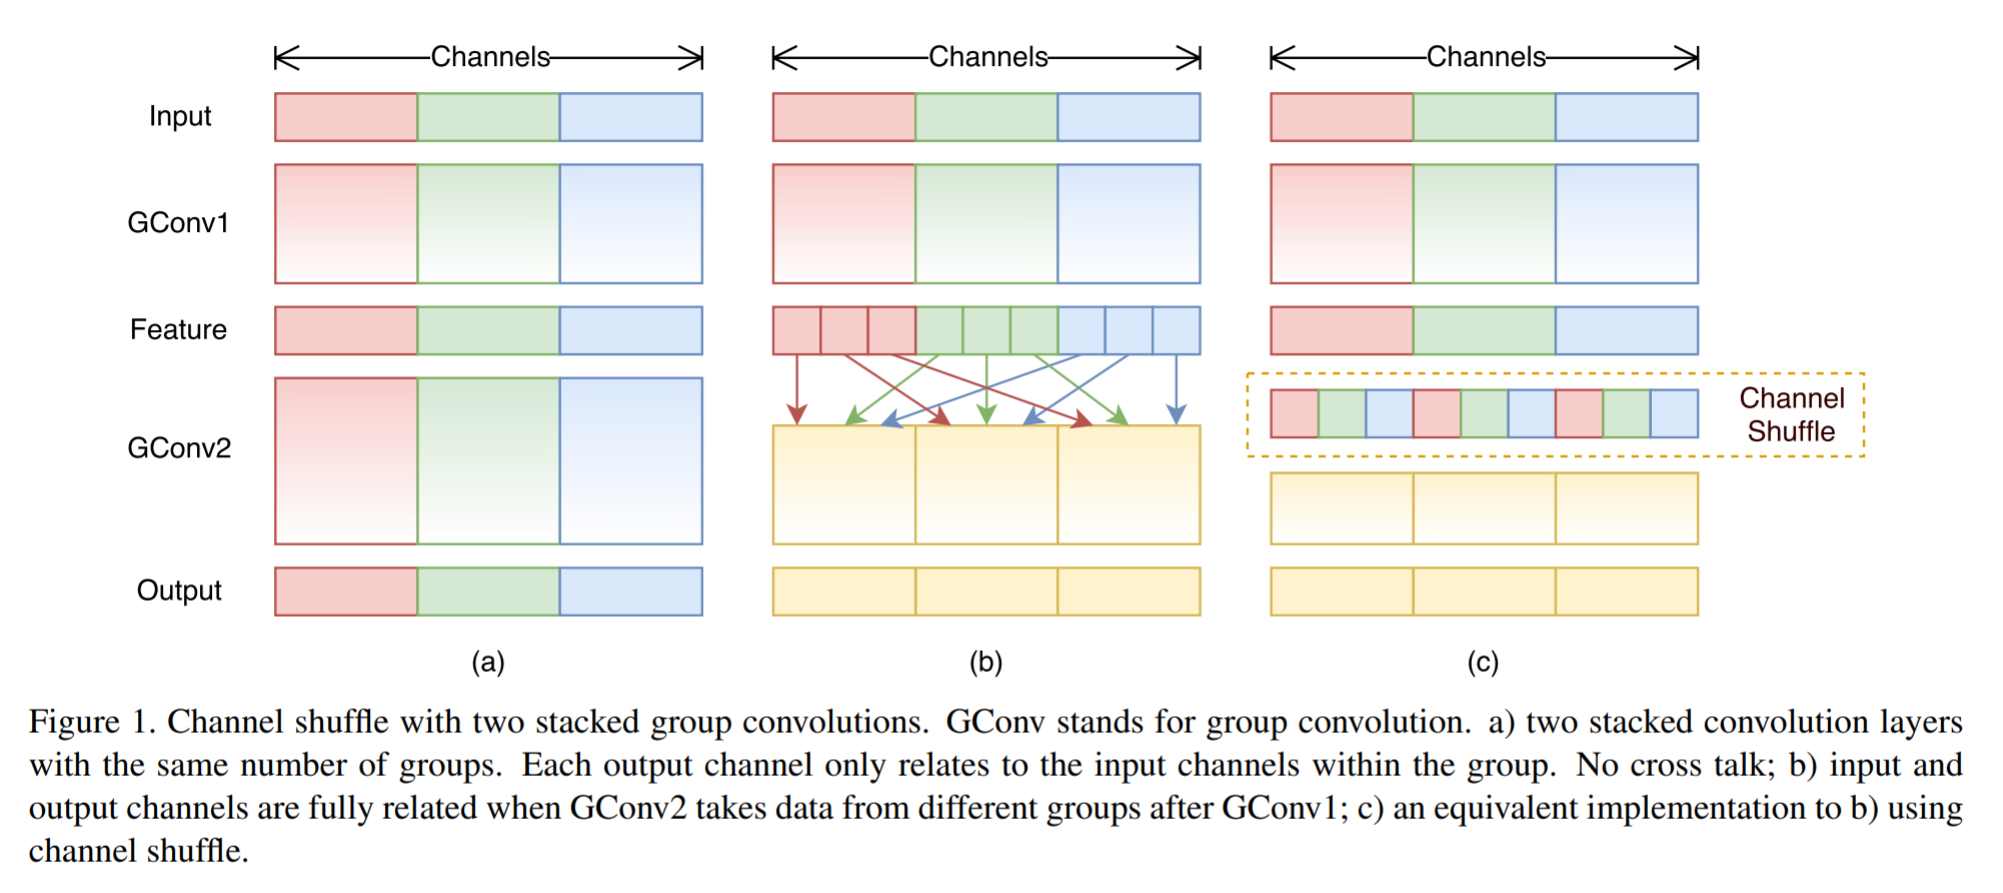 Channels Channels Channels
Input
GConv1
Feature
Channel
Shuffle
GConv2
Output
(a) (b) (c)
Figure 1. Channel shuffle with two stacked group convolutions. GConv stands for group convolution. a) two stacked convolution layers
with the same number of groups. Each output channel only relates to the input channels within the group. No cross talk; b) input and
output channels are fully related when GConv2 takes data from different groups after GConv1; c) an equivalent implementation to b) using
channel shuffle.